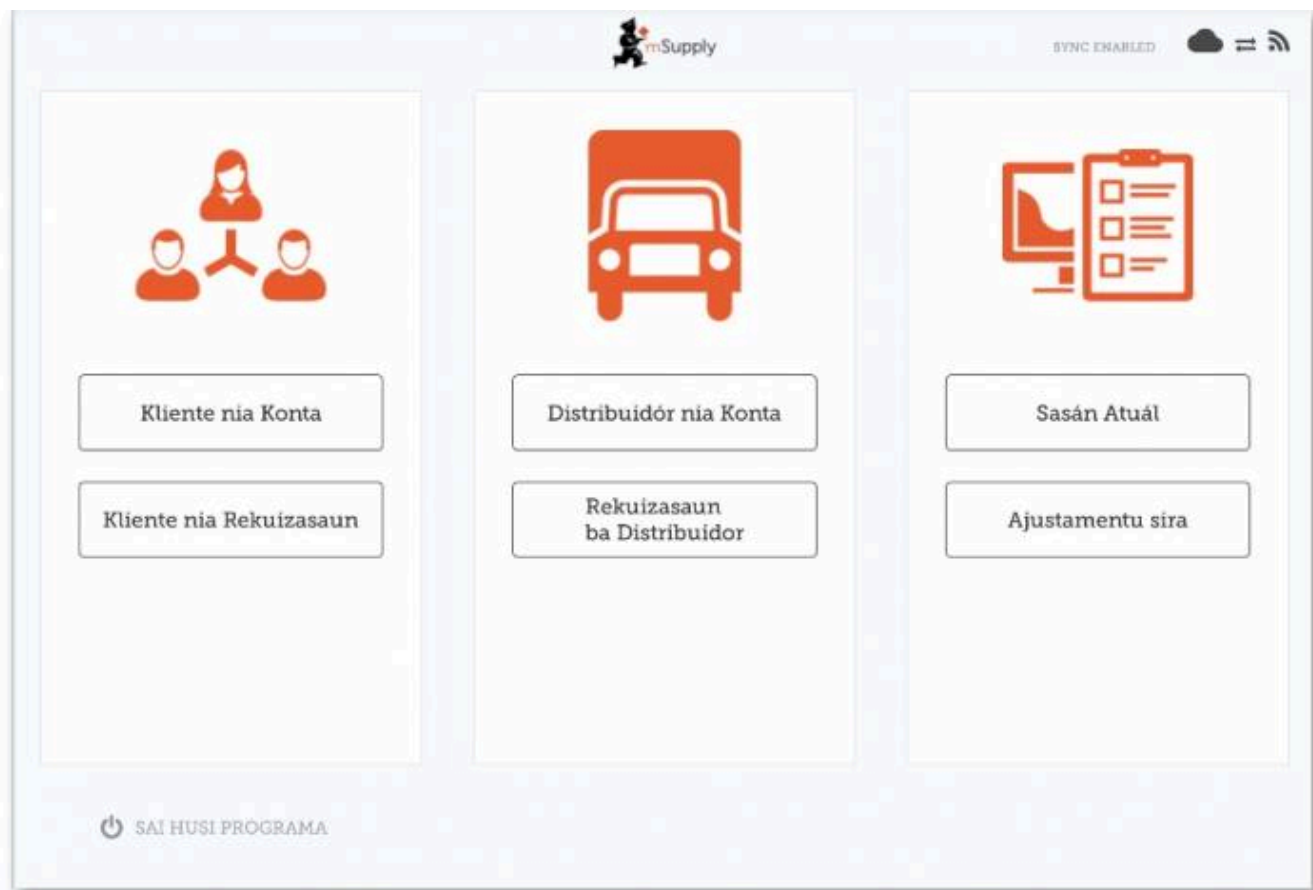 mSupply
SYNC ENABLED
Kliente nia Konta
Kliente nia Rekuizasaun
Distribuidór nia Konta
Rekuizasaun
ba Distribuidor
Sasán Atuál
Ajustamentu sira
SAI HUSI PROGRAMA